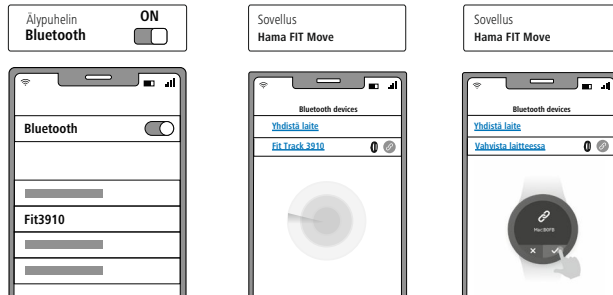 Älypuhelin
Bluetooth
ON
Bluetooth
Fit3910
Sovellus
Hama FIT Move
Bluetooth devices
Yhdistä laite
Fit Track 3910
Sovellus
Hama FIT Move
Bluetooth devices
Yhdistä laite
Vahvista laitteessa